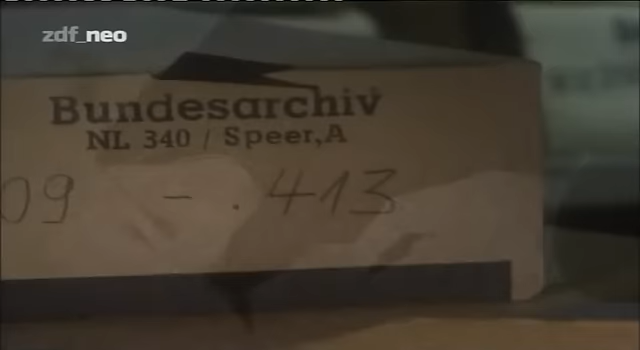 zdf_neo
Bundesarchiv
NL 340 / Speer,A
09 - .413